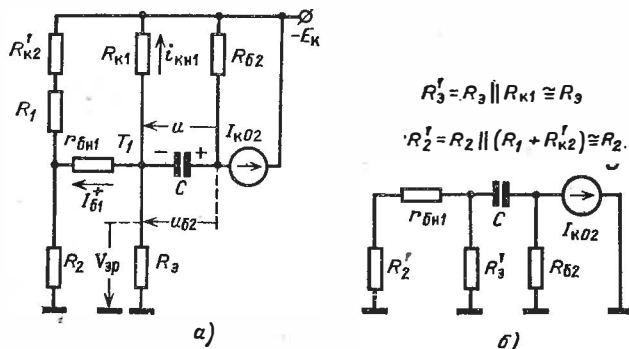 R'к2
Rк1
iкн1
Rб2
−Eк
R1
rбн1
T1
− u +
C
Iк02
I⁺б1
uб2
R2
Vэр
Rэ
а)
R'э = Rэ || Rк1 ≅ Rэ
R'2 = R2 || (R1 + R'к2) ≅ R2
rбн1
C
Iк02
R'2
R'э
Rб2
б)